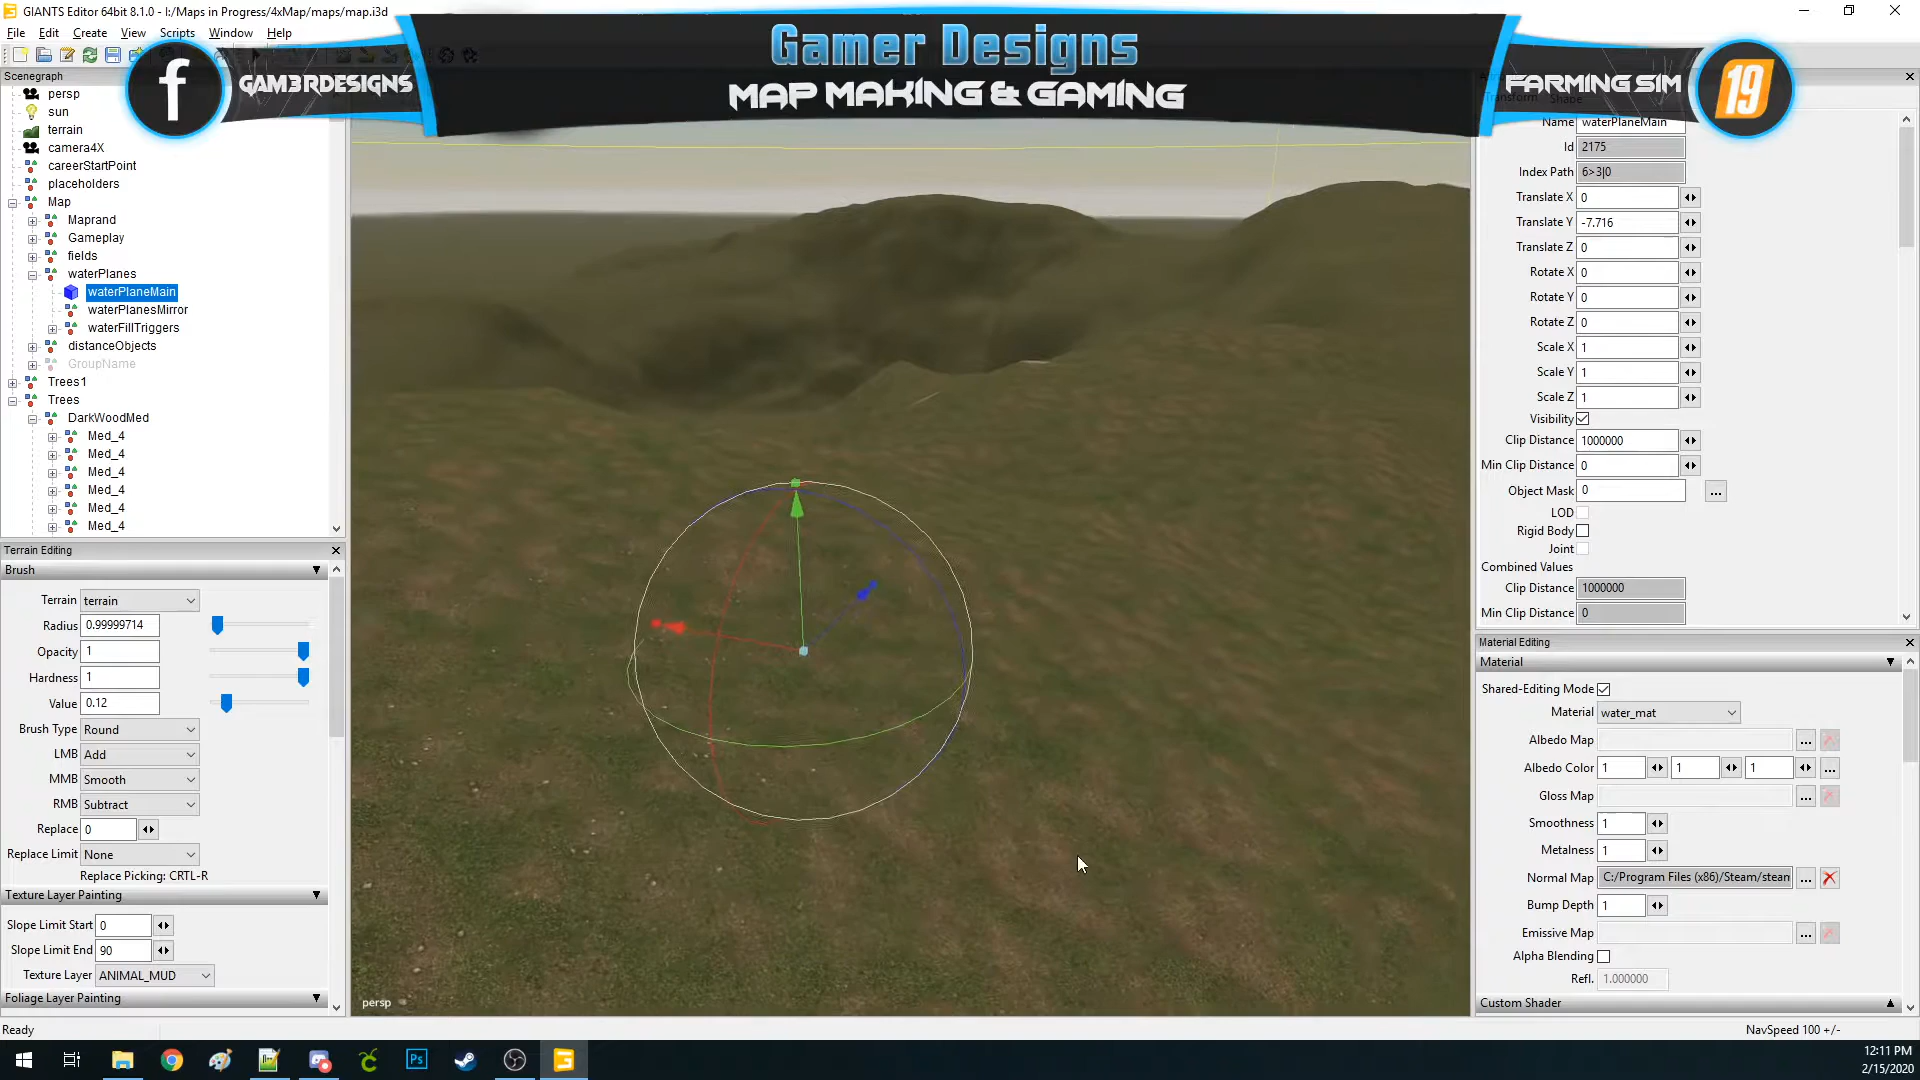 GIANTS Editor 64bit 8.1.0 - I:/Maps in Progress/4xMap/maps/map.i3d
File Edit Create View Scripts Window Help
Gamer Designs
MAP MAKING & GAMING
f
GAM3RDESIGNS
FARMING SIM
19
Scenegraph
persp
sun
terrain
camera4X
careerStartPoint
placeholders
Map
Maprand
Gameplay
fields
waterPlanes
waterPlaneMain
waterPlanesMirror
waterFillTriggers
distanceObjects
GroupName
Trees1
Trees
DarkWoodMed
Med_4
Med_4
Med_4
Med_4
Med_4
Med_4
Terrain Editing
Brush
Terrain terrain
Radius 0.99999714
Opacity 1
Hardness 1
Value 0.12
Brush Type Round
LMB Add
MMB Smooth
RMB Subtract
Replace 0
Replace Limit None
Replace Picking: CRTL-R
Texture Layer Painting
Slope Limit Start 0
Slope Limit End 90
Texture Layer ANIMAL_MUD
Foliage Layer Painting
persp
Transform Shape
Name waterPlaneMain
Id 2175
Index Path 6>3|0
Translate X 0
Translate Y -7.716
Translate Z 0
Rotate X 0
Rotate Y 0
Rotate Z 0
Scale X 1
Scale Y 1
Scale Z 1
Visibility
Clip Distance 1000000
Min Clip Distance 0
Object Mask 0 ...
LOD
Rigid Body
Joint
Combined Values
Clip Distance 1000000
Min Clip Distance 0
Material Editing
Material
Shared-Editing Mode
Material water_mat
Albedo Map ...
Albedo Color 1 1 1 ...
Gloss Map ...
Smoothness 1
Metalness 1
Normal Map C:/Program Files (x86)/Steam/steam ...
Bump Depth 1
Emissive Map ...
Alpha Blending
Refl. 1.000000
Custom Shader
Ready
NavSpeed 100 +/-
Ps
12:11 PM
2/15/2020